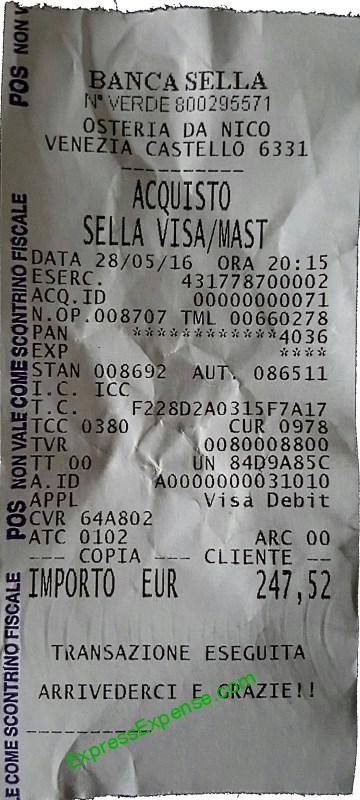 BANCA SELLA
N° VERDE 800295571
OSTERIA DA NICO
VENEZIA CASTELLO 6331
----------
ACQUISTO
SELLA VISA/MAST
DATA 28/05/16 ORA 20:15
ESERC. 431778700002
ACQ.ID 00000000071
N.OP.008707 TML 00660278
PAN ************4036
EXP ****
STAN 008692 AUT. 086511
I.C. ICC
T.C. F228D2A0315F7A17
TCC 0380 CUR 0978
TVR 0080008800
TT 00 UN 84D9A85C
A.ID A0000000031010
APPL Visa Debit
CVR 64A802
ATC 0102 ARC 00
--- COPIA --- CLIENTE --
IMPORTO EUR 247,52
TRANSAZIONE ESEGUITA
ARRIVEDERCI E GRAZIE!!
ExpressExpense.com
POS NON V
POS NON VALE COME SCONTRINO FISCALE
LE COME SCONTRINO FISCALE